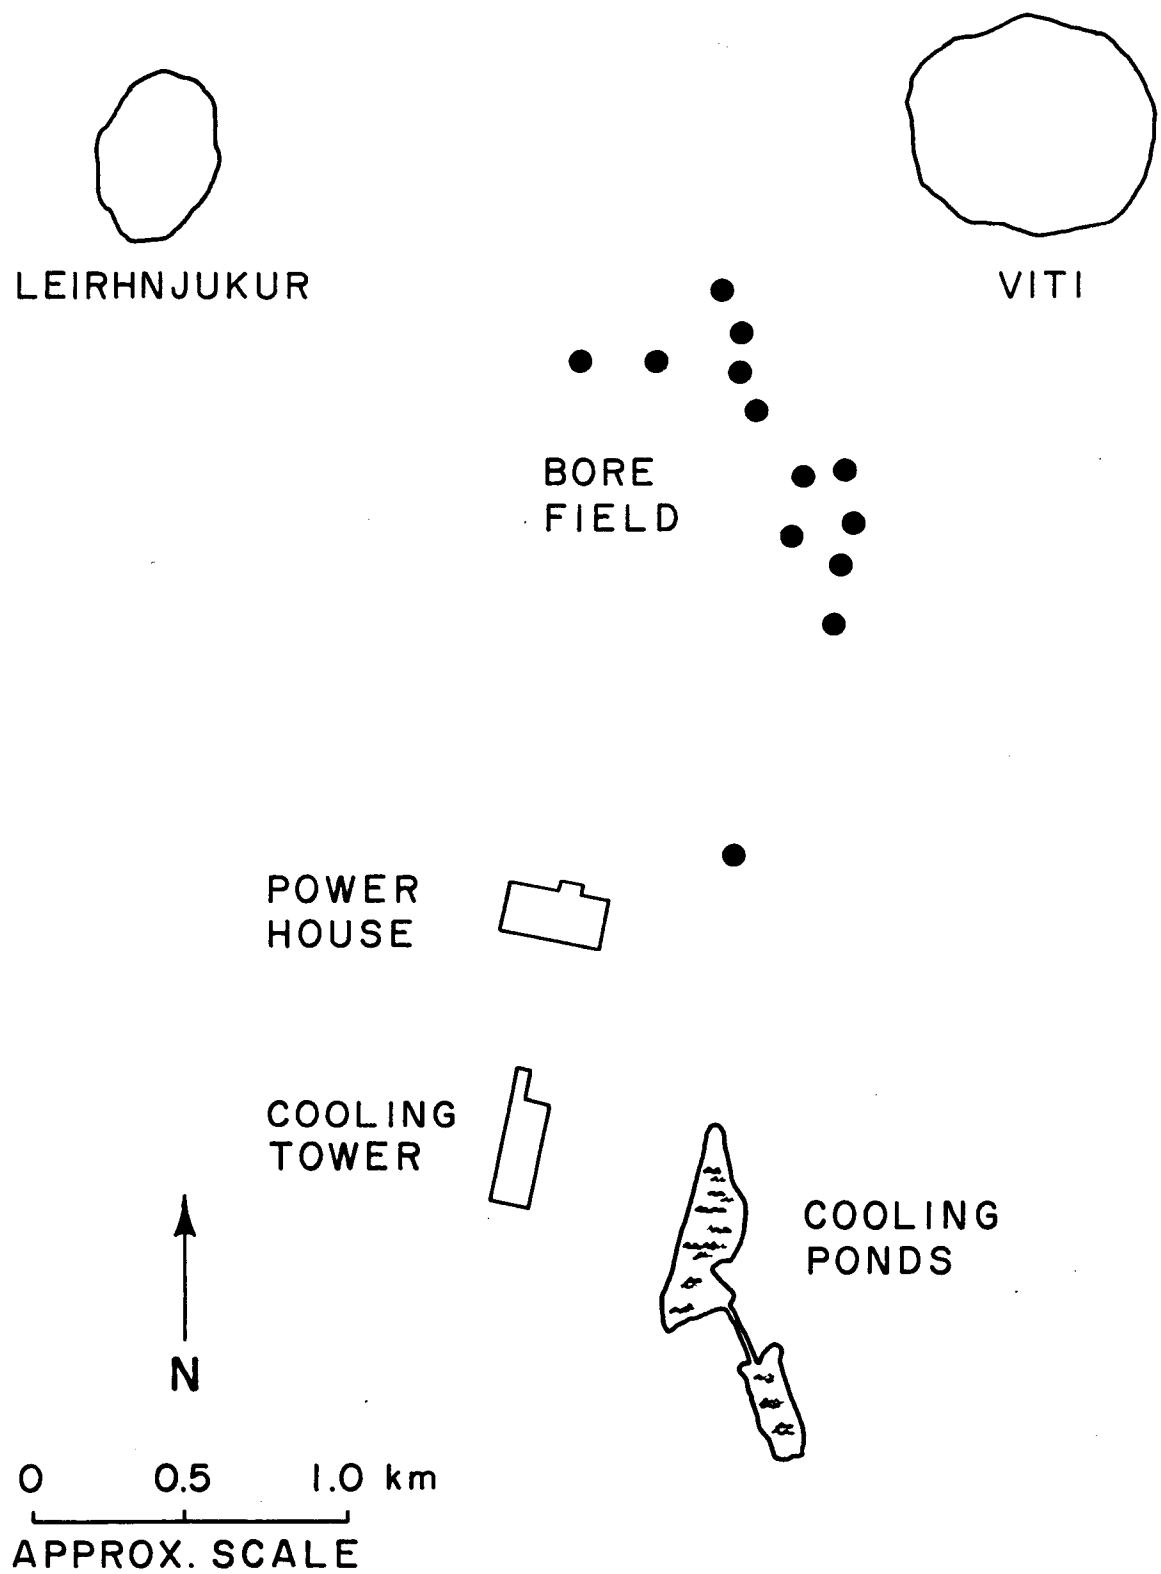 LEIRHNJUKUR
VITI
BORE
FIELD
POWER
HOUSE
COOLING
TOWER
COOLING
PONDS
N
0 0.5 1.0 km
APPROX. SCALE